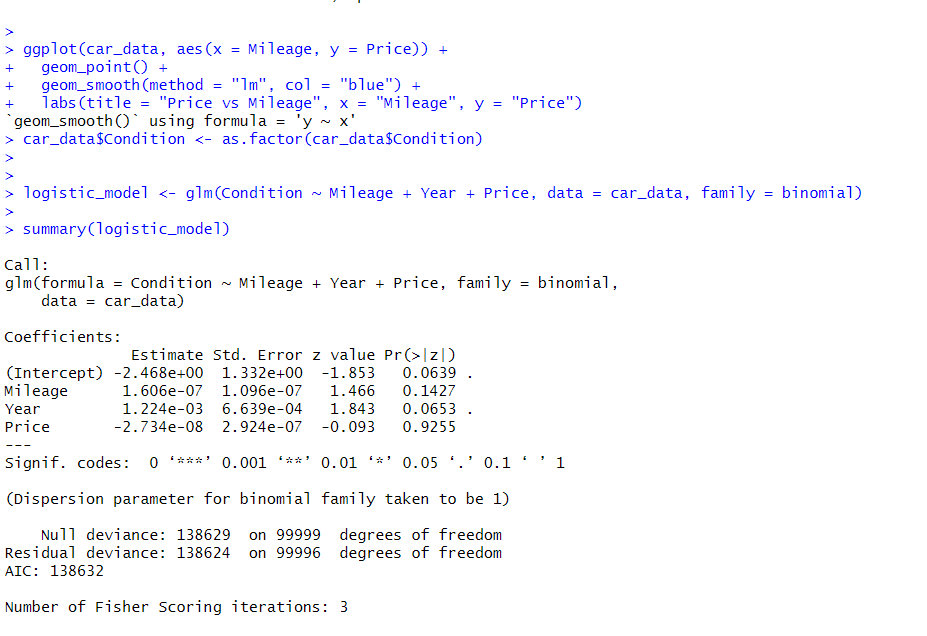 >
> ggplot(car_data, aes(x = Mileage, y = Price)) +
+   geom_point() +
+   geom_smooth(method = "lm", col = "blue") +
+   labs(title = "Price vs Mileage", x = "Mileage", y = "Price")
`geom_smooth()` using formula = 'y ~ x'
> car_data$Condition <- as.factor(car_data$Condition)
>
>
> logistic_model <- glm(Condition ~ Mileage + Year + Price, data = car_data, family = binomial)
>
> summary(logistic_model)
Call:
glm(formula = Condition ~ Mileage + Year + Price, family = binomial,
    data = car_data)
Coefficients:
              Estimate Std. Error z value Pr(>|z|)
(Intercept) -2.468e+00  1.332e+00  -1.853   0.0639 .
Mileage      1.606e-07  1.096e-07   1.466   0.1427
Year         1.224e-03  6.639e-04   1.843   0.0653 .
Price       -2.734e-08  2.924e-07  -0.093   0.9255
---
Signif. codes:  0 ‘***’ 0.001 ‘**’ 0.01 ‘*’ 0.05 ‘.’ 0.1 ‘ ’ 1
(Dispersion parameter for binomial family taken to be 1)
    Null deviance: 138629  on 99999  degrees of freedom
Residual deviance: 138624  on 99996  degrees of freedom
AIC: 138632
Number of Fisher Scoring iterations: 3